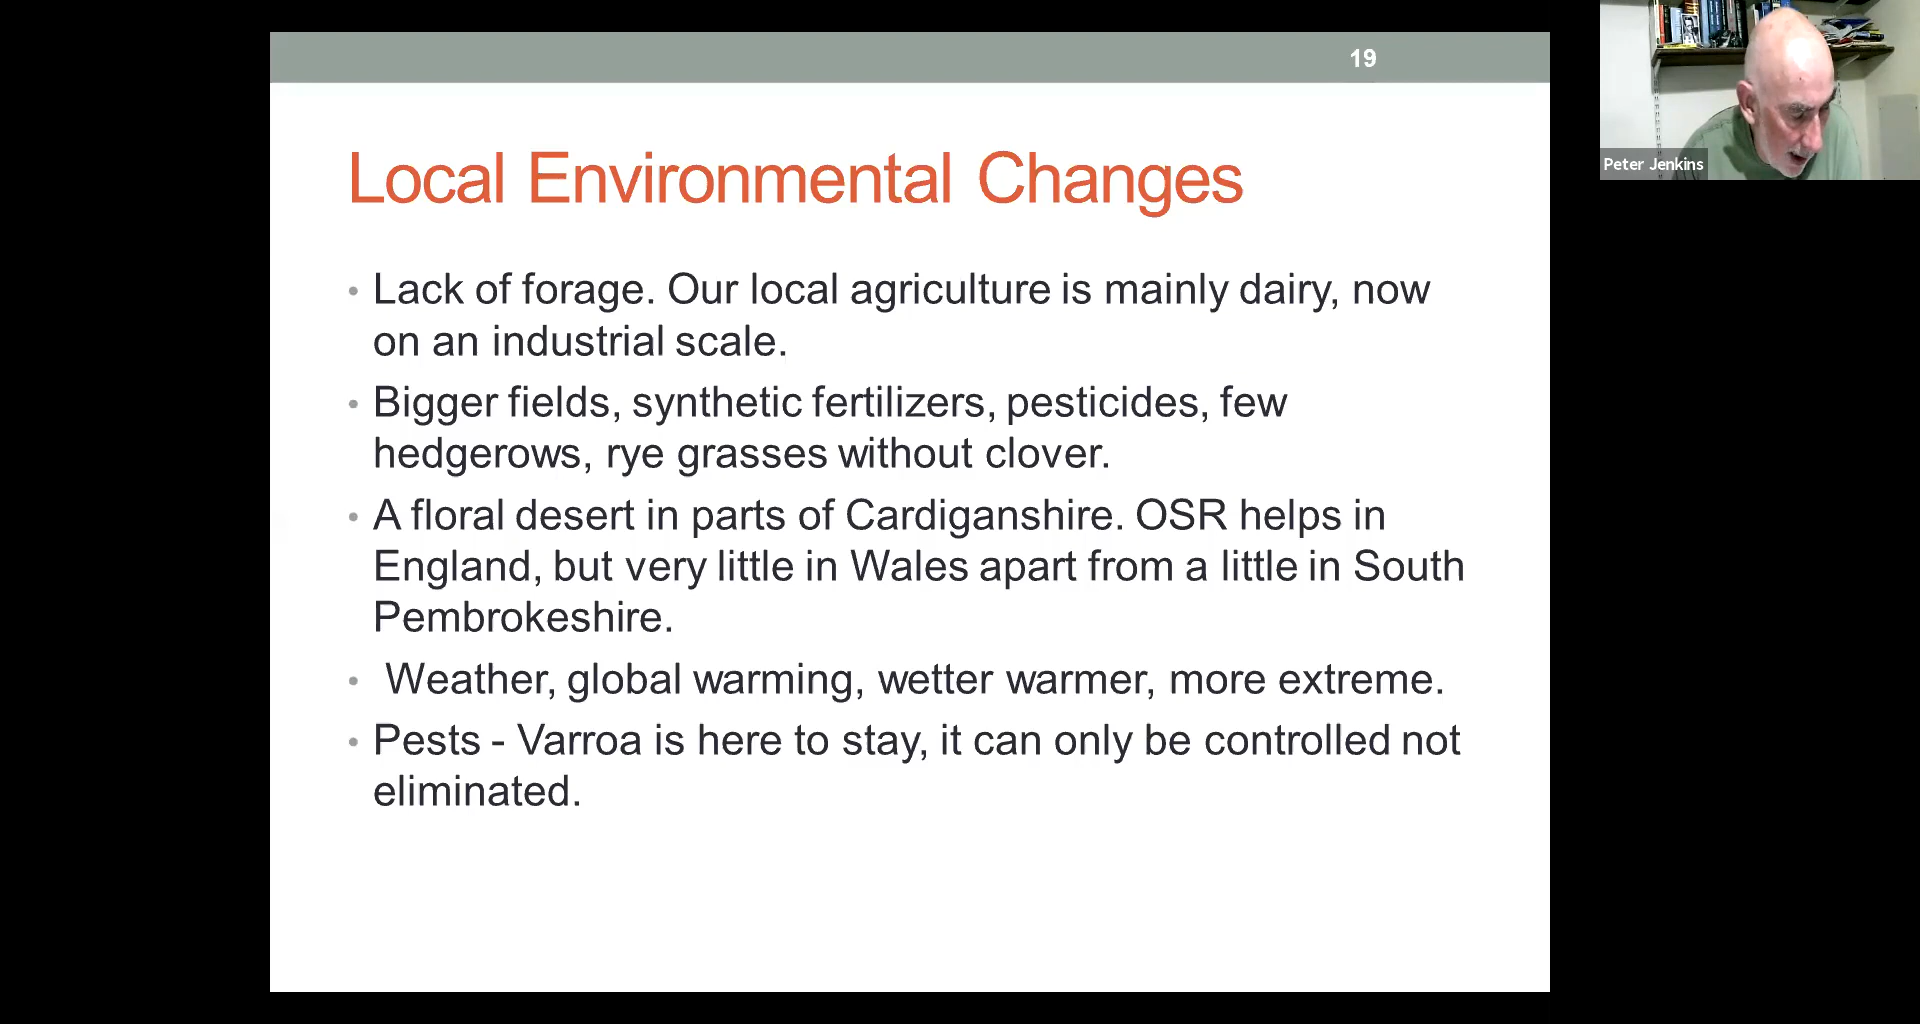 19
Local Environmental Changes
• Lack of forage. Our local agriculture is mainly dairy, now
on an industrial scale.
• Bigger fields, synthetic fertilizers, pesticides, few
hedgerows, rye grasses without clover.
• A floral desert in parts of Cardiganshire. OSR helps in
England, but very little in Wales apart from a little in South
Pembrokeshire.
• Weather, global warming, wetter warmer, more extreme.
• Pests - Varroa is here to stay, it can only be controlled not
eliminated.
Peter Jenkins